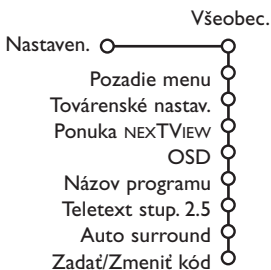 Všeobec.
Nastaven.
Pozadie menu
Továrenské nastav.
Ponuka NEXTVIEW
OSD
Názov programu
Teletext stup. 2.5
Auto surround
Zadať/Zmeniť kód